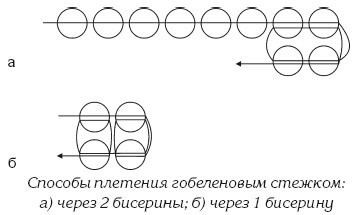 а
б
Способы плетения гобеленовым стежком:
а) через 2 бисерины; б) через 1 бисерину